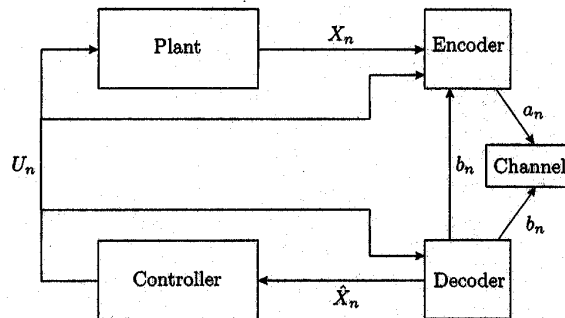 Plant
X_n
Encoder
a_n
U_n
b_n
Channel
b_n
Controller
X̂_n
Decoder